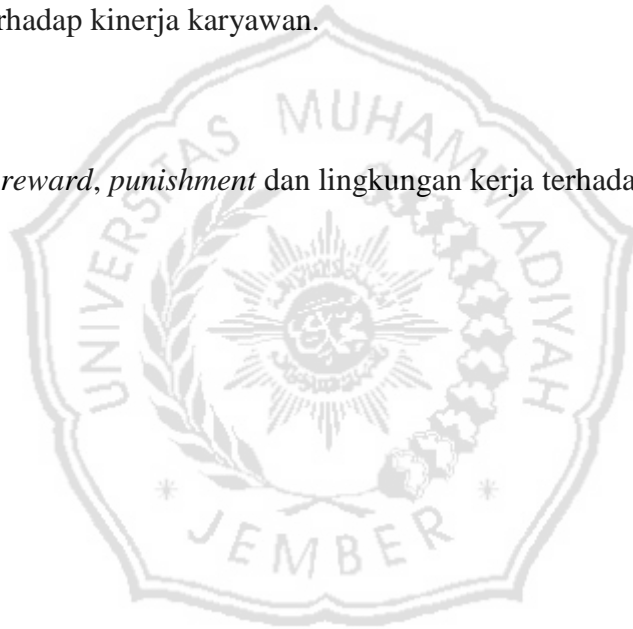 rhadap kinerja karyawan.
reward, punishment dan lingkungan kerja terhada
UNIVERSITAS MUHAMMADIYAH
JEMBER